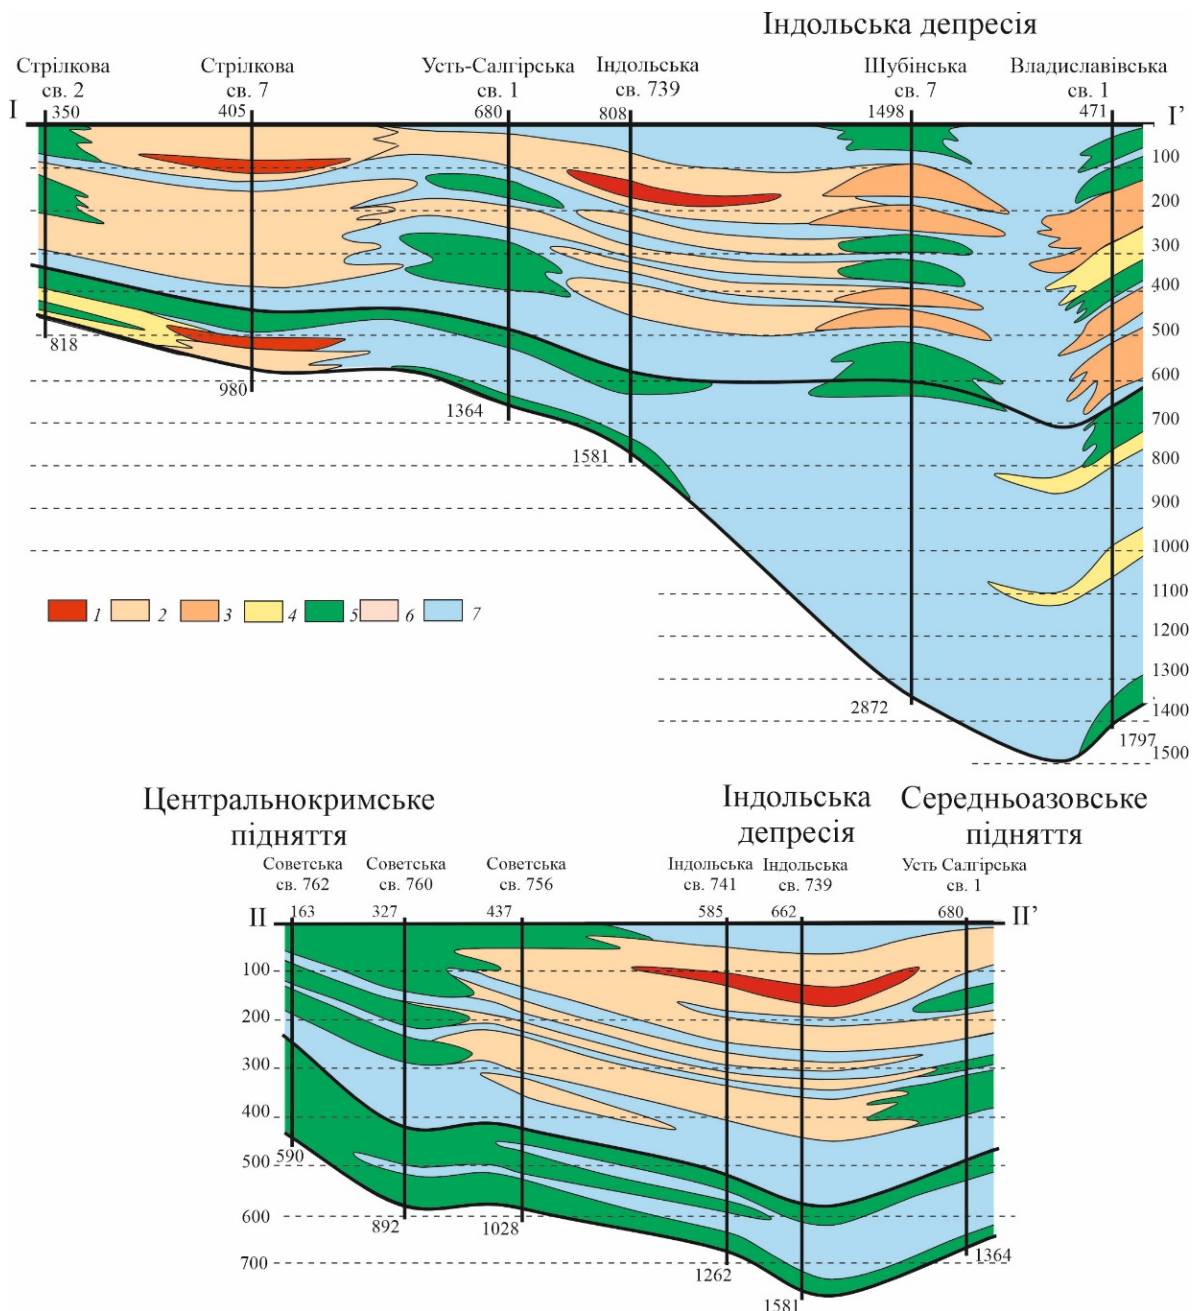 Індольська депресія
Стрілкова
св. 2
Стрілкова
св. 7
Усть-Салгірська
св. 1
Індольська
св. 739
Шубінська
св. 7
Владиславівська
св. 1
I 350 405 680 808 1498 471 I'
100
200
300
400
500
600
700
800
900
1000
1100
1200
1300
1400
1500
818
980
1364
1581
2872
1797
1 2 3 4 5 6 7
Центральнокримське
підняття
Індольська
депресія
Середньоазовське
підняття
Советська
св. 762
Советська
св. 760
Советська
св. 756
Індольська
св. 741
Індольська
св. 739
Усть Салгірська
св. 1
II 163 327 437 585 662 680 II'
100
200
300
400
500
600
700
590
892
1028
1262
1581
1364